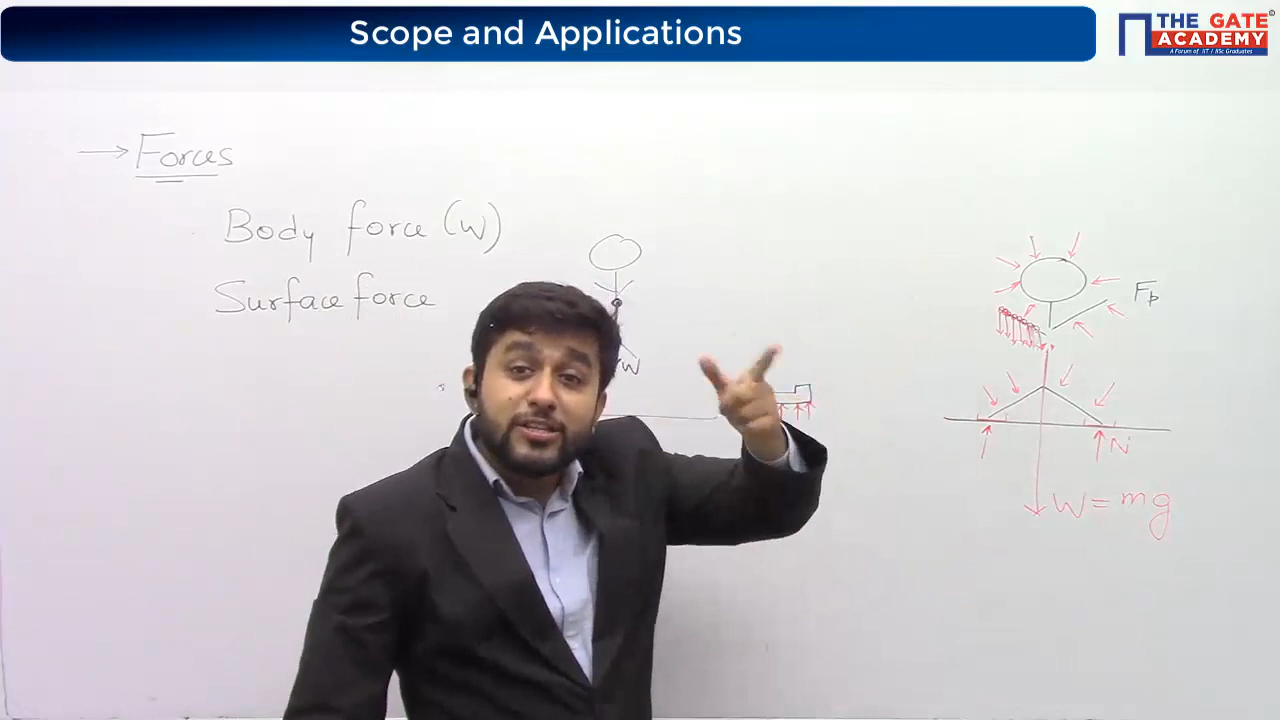 Scope and Applications
THE GATE
ACADEMY
A Forum of IIT / IISc Graduates
©
→ Forces
Body force (W)
Surface force
W
Fp
N
W = mg